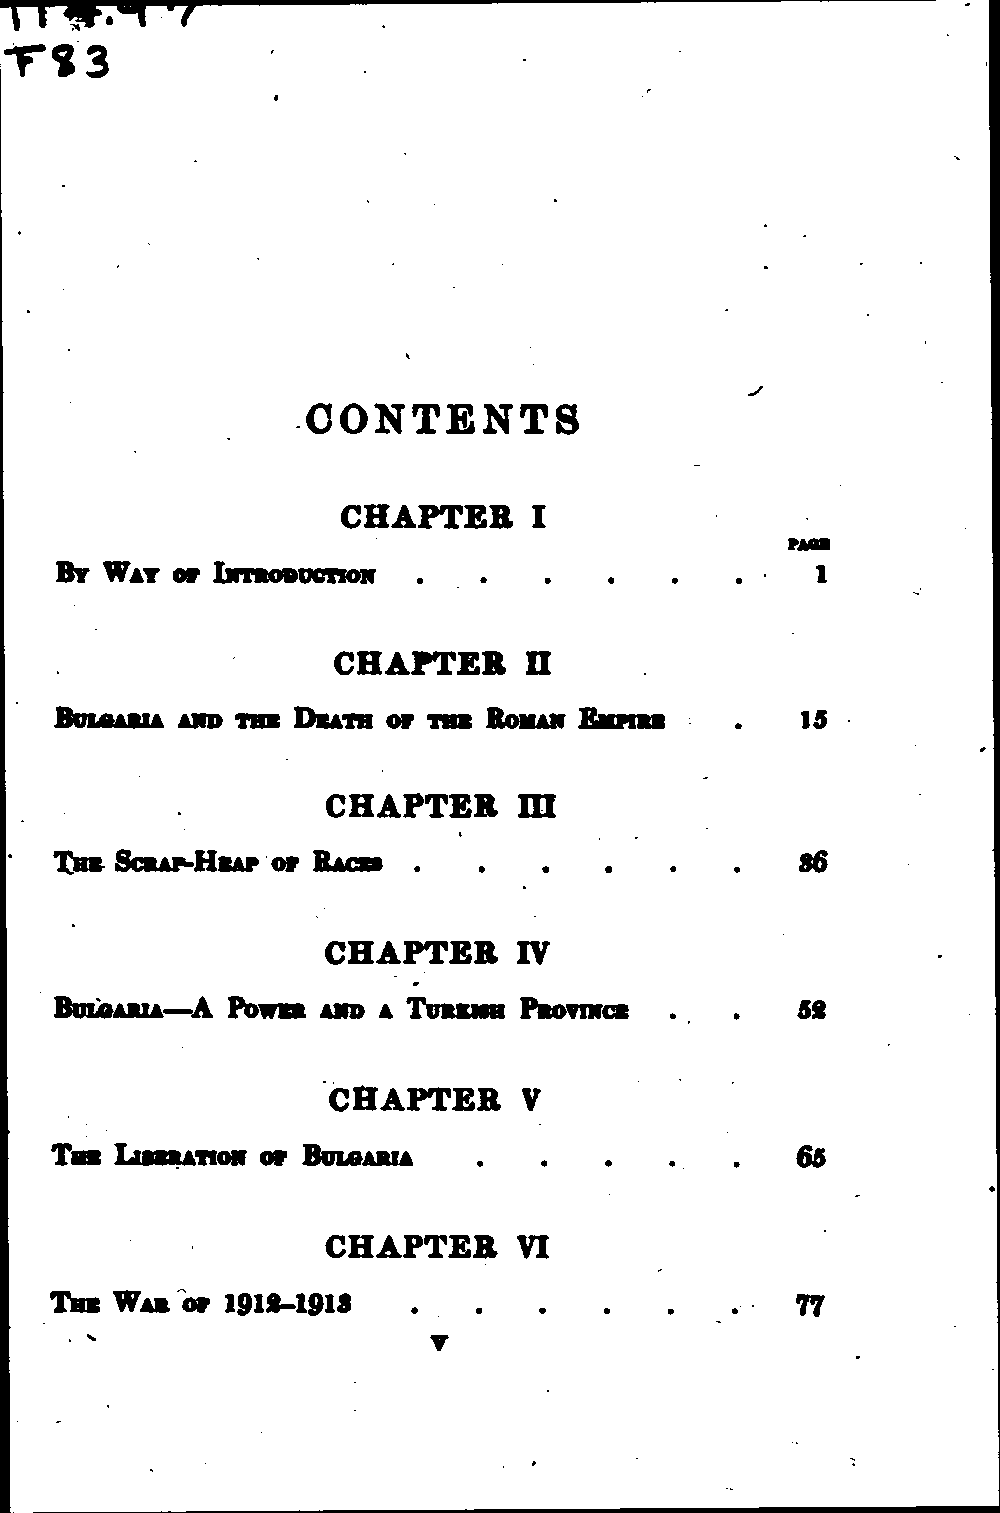 F83
CONTENTS
CHAPTER I
PAGE
By Way of Introduction . . . . . . 1
CHAPTER II
Bulgaria and the Death of the Roman Empire . 15
CHAPTER III
The Scrap-Heap of Races . . . . . . 36
CHAPTER IV
Bulgaria—A Power and a Turkish Province . . 52
CHAPTER V
The Liberation of Bulgaria . . . . . 65
CHAPTER VI
The War of 1912–1913 . . . . . . 77
v